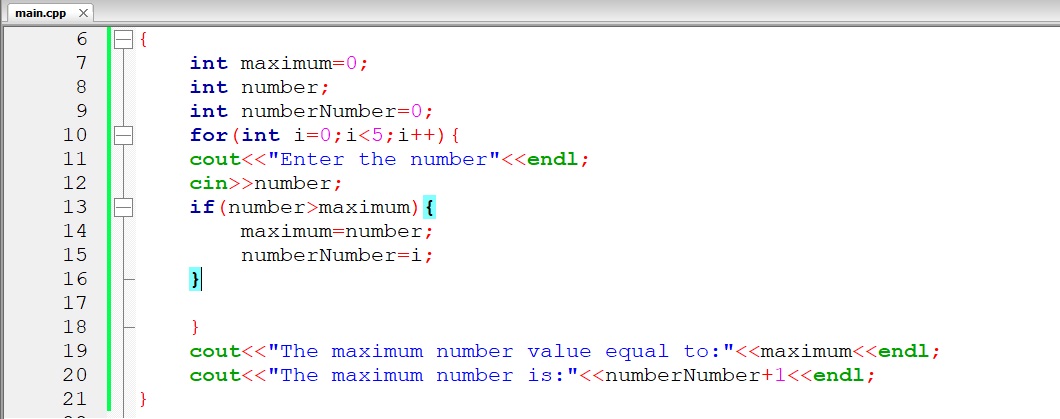 main.cpp
6 {
7 int maximum=0;
8 int number;
9 int numberNumber=0;
10 for(int i=0;i<5;i++){
11 cout<<"Enter the number"<<endl;
12 cin>>number;
13 if(number>maximum){
14 maximum=number;
15 numberNumber=i;
16 }
17
18 }
19 cout<<"The maximum number value equal to:"<<maximum<<endl;
20 cout<<"The maximum number is:"<<numberNumber+1<<endl;
21 }